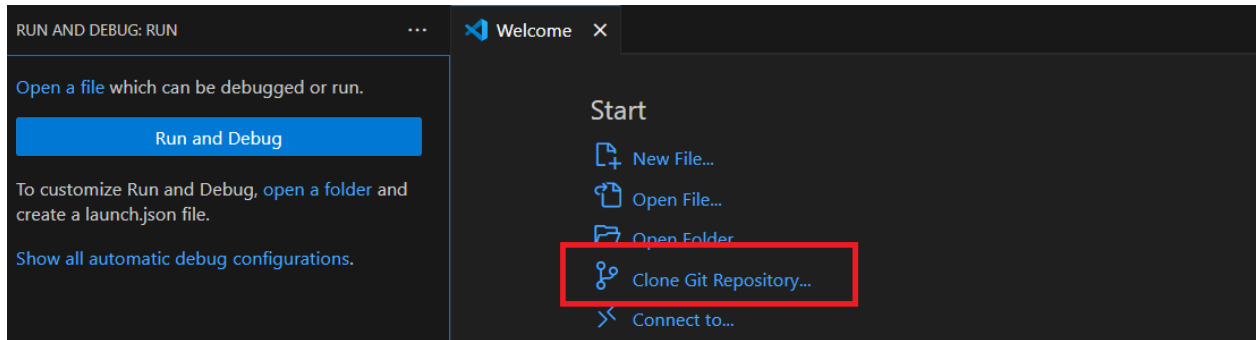 RUN AND DEBUG: RUN
Open a file which can be debugged or run.
Run and Debug
To customize Run and Debug, open a folder and
create a launch.json file.
Show all automatic debug configurations.
Welcome
Start
New File...
Open File...
Open Folder
Clone Git Repository...
Connect to...